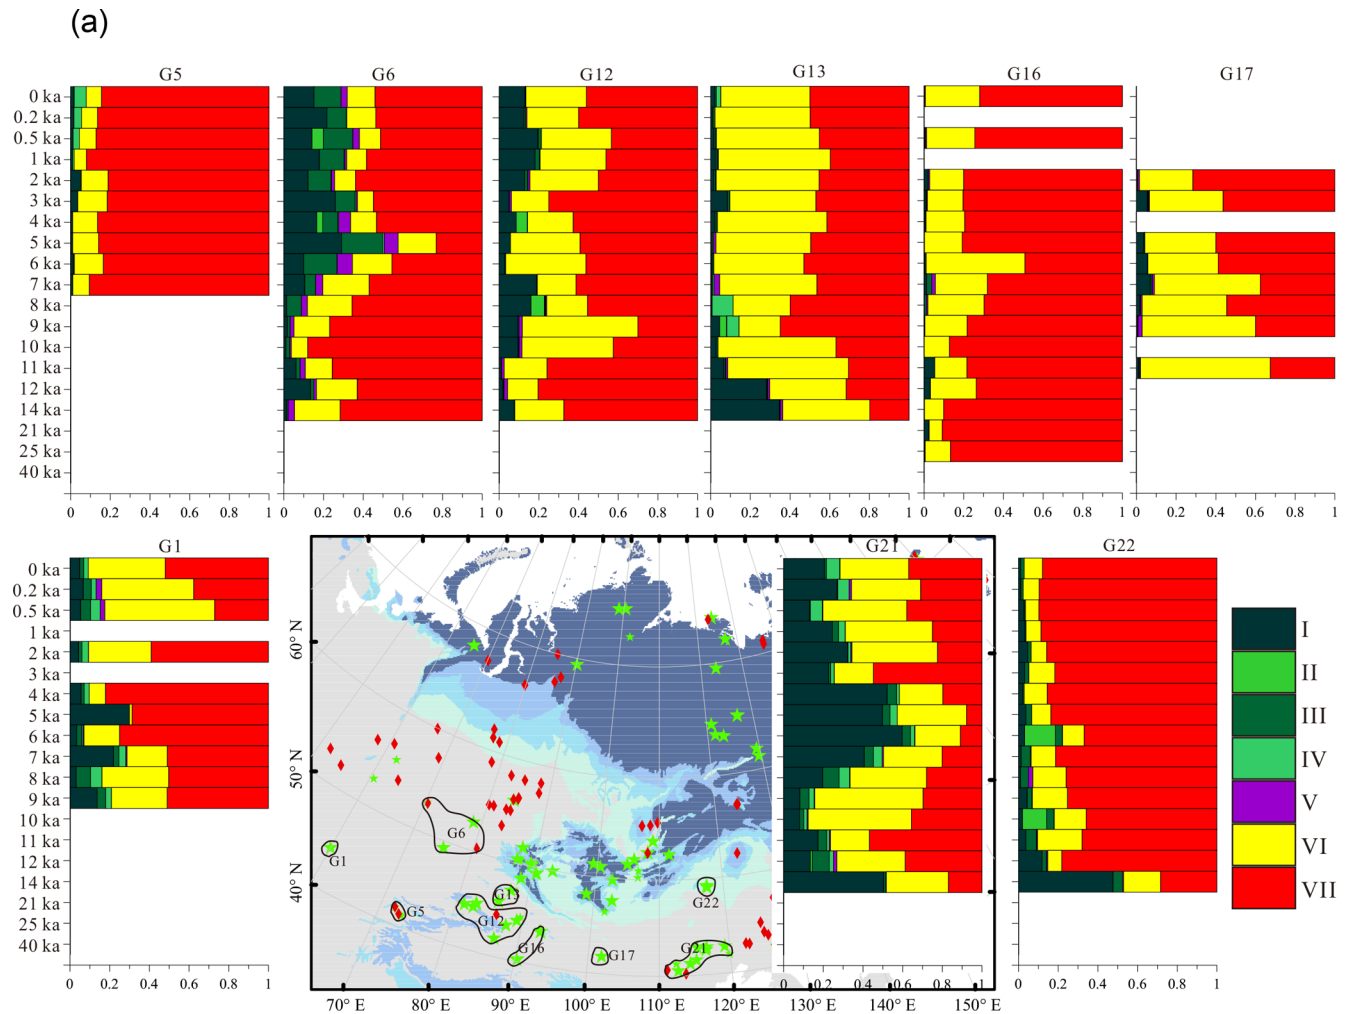 (a)
G5 G6 G12 G13 G16 G17
0 ka
0.2 ka
0.5 ka
1 ka
2 ka
3 ka
4 ka
5 ka
6 ka
7 ka
8 ka
9 ka
10 ka
11 ka
12 ka
14 ka
21 ka
25 ka
40 ka
0 0.2 0.4 0.6 0.8 1 0 0.2 0.4 0.6 0.8 1 0 0.2 0.4 0.6 0.8 1 0 0.2 0.4 0.6 0.8 1 0 0.2 0.4 0.6 0.8 1 0 0.2 0.4 0.6 0.8 1
G1 G21 G22
0 ka
0.2 ka
0.5 ka
1 ka
2 ka
3 ka
4 ka
5 ka
6 ka
7 ka
8 ka
9 ka
10 ka
11 ka
12 ka
14 ka
21 ka
25 ka
40 ka
0 0.2 0.4 0.6 0.8 1
60° N
50° N
40° N
G6
G1
G13
G5
G12
G16
G17
G22
G21
0 0.2 0.4 0.6 0.8 1
0 0.2 0.4 0.6 0.8 1
70° E 80° E 90° E 100° E 110° E 120° E 130° E 140° E 150° E
I
II
III
IV
V
VI
VII